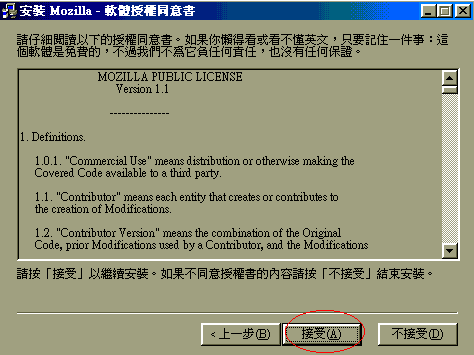 安裝 Mozilla - 軟體授權同意書
請仔細閱讀以下的授權同意書。如果你懶得看或看不懂英文，只要記住一件事：這
個軟體是免費的，不過我們不為它負任何責任，也沒有任何保證。
MOZILLA PUBLIC LICENSE
Version 1.1
---------------
1. Definitions.
1.0.1. "Commercial Use" means distribution or otherwise making the
Covered Code available to a third party.
1.1. "Contributor" means each entity that creates or contributes to
the creation of Modifications.
1.2. "Contributor Version" means the combination of the Original
Code, prior Modifications used by a Contributor, and the Modifications
請按「接受」以繼續安裝。如果不同意授權書的內容請按「不接受」結束安裝。
<上一步(B) 接受(A) 不接受(D)